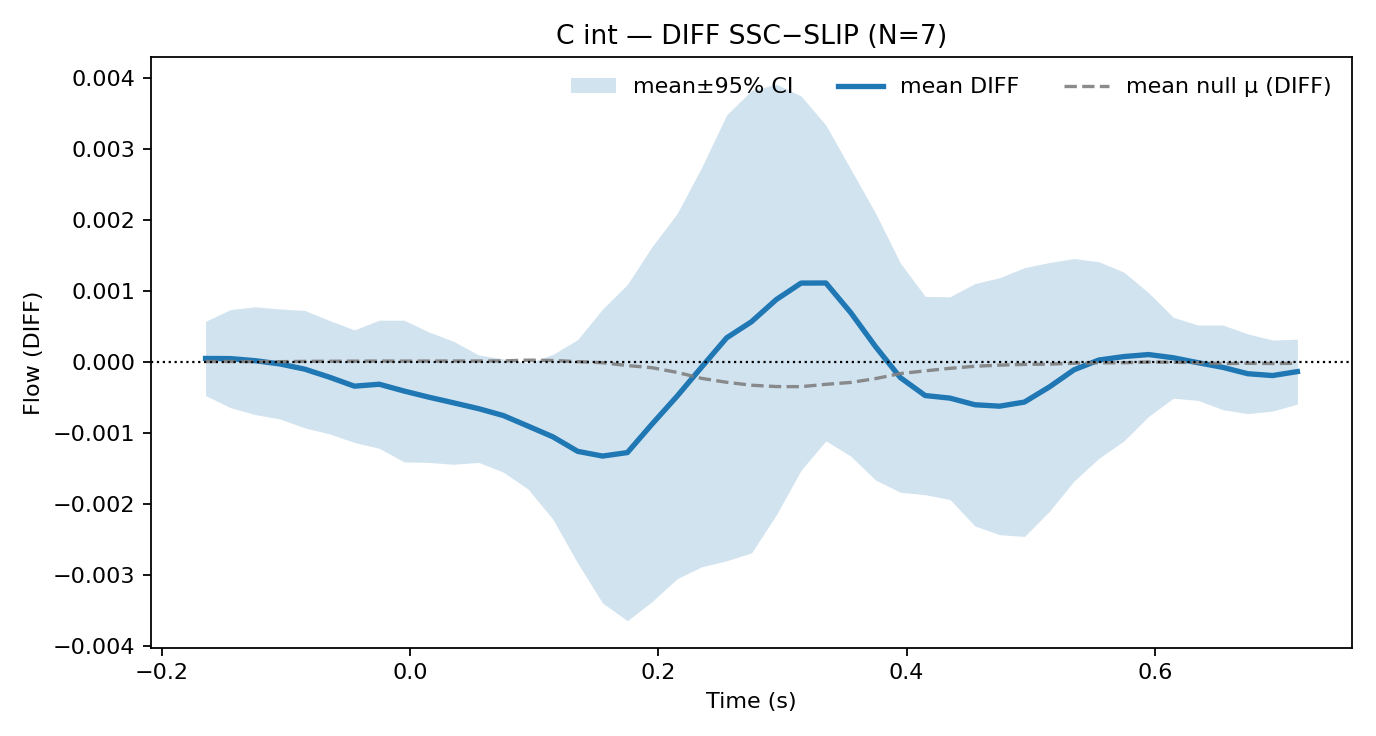 C int — DIFF SSC−SLIP (N=7)
mean±95% CI
mean DIFF
mean null μ (DIFF)
0.004
0.003
0.002
0.001
0.000
−0.001
−0.002
−0.003
−0.004
Flow (DIFF)
−0.2
0.0
0.2
0.4
0.6
Time (s)